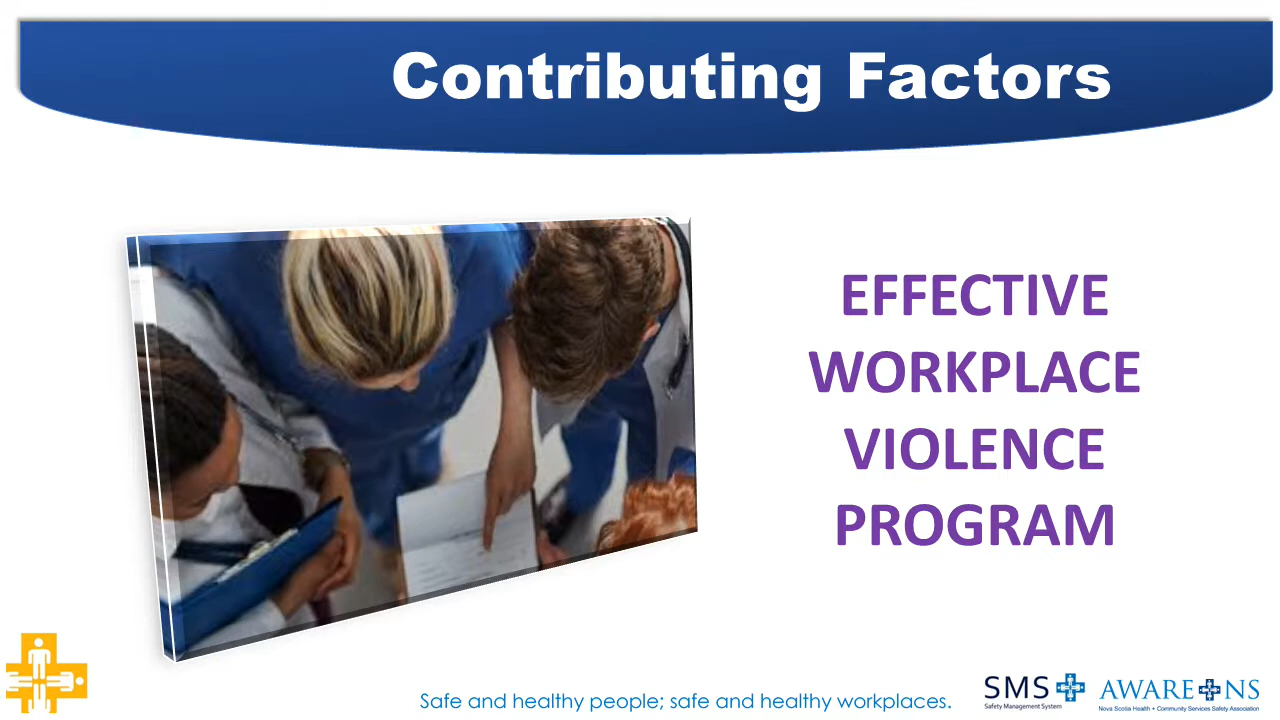 Contributing Factors
EFFECTIVE
WORKPLACE
VIOLENCE
PROGRAM
Safe and healthy people; safe and healthy workplaces.
SMS
Safety Management System
AWARE NS
Nova Scotia Health + Community Services Safety Association